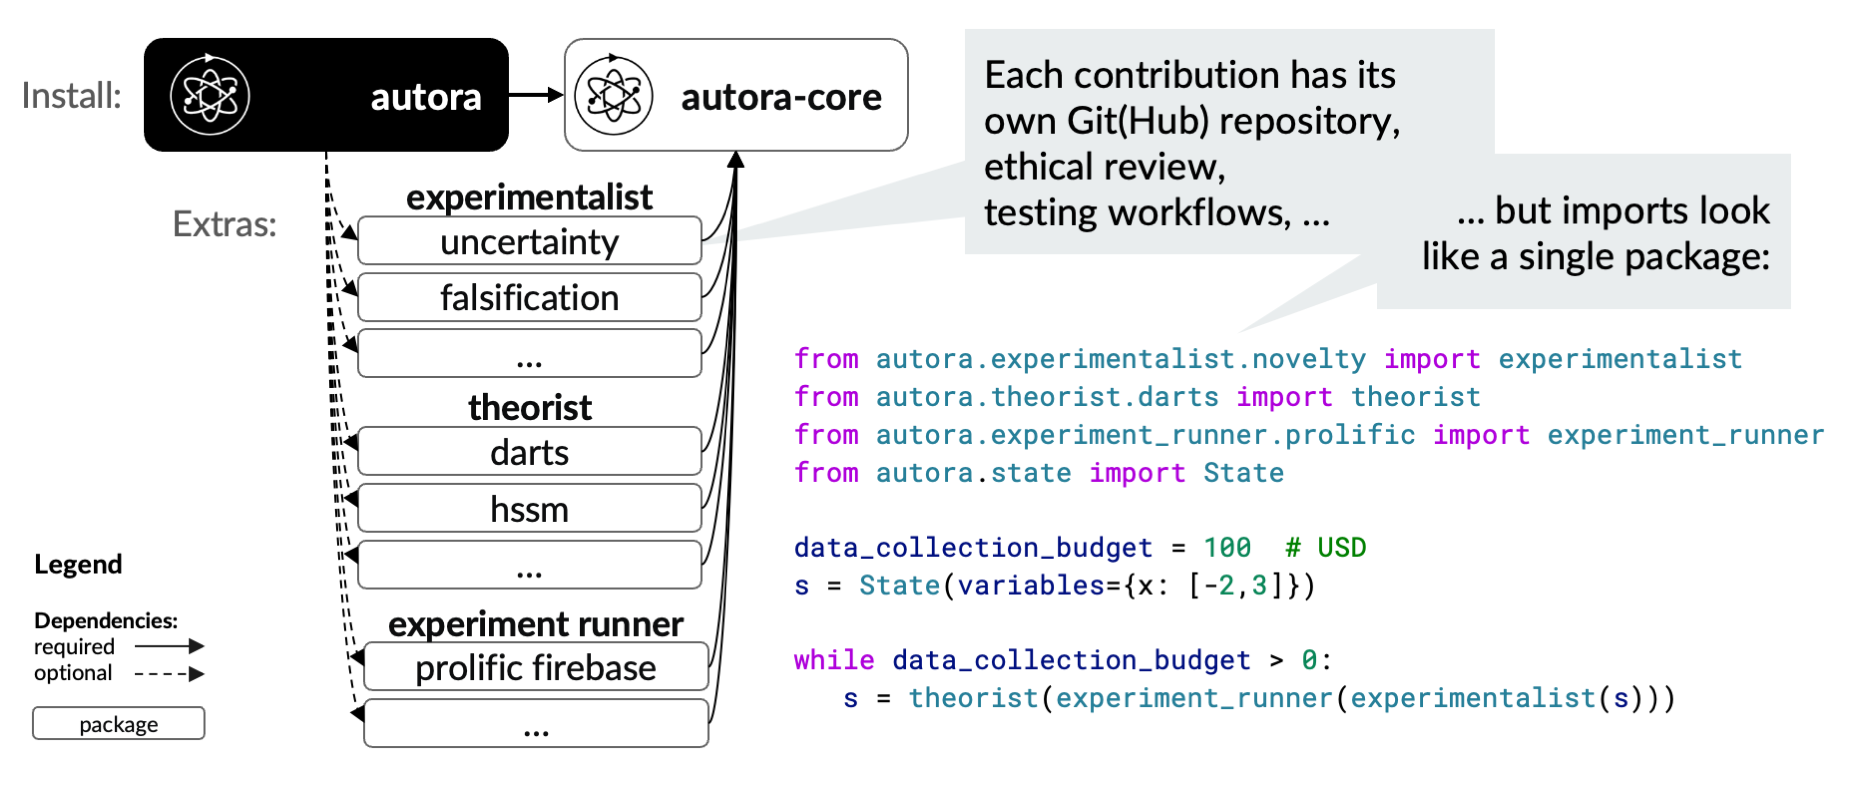 Install:
autora
autora-core
Extras:
experimentalist
uncertainty
falsification
...
theorist
darts
hssm
...
experiment runner
prolific firebase
...
Legend
Dependencies:
required
optional
package
Each contribution has its
own Git(Hub) repository,
ethical review,
testing workflows, ...
... but imports look
like a single package:
from autora.experimentalist.novelty import experimentalist
from autora.theorist.darts import theorist
from autora.experiment_runner.prolific import experiment_runner
from autora.state import State
data_collection_budget = 100  # USD
s = State(variables={x: [-2,3]})
while data_collection_budget > 0:
   s = theorist(experiment_runner(experimentalist(s)))